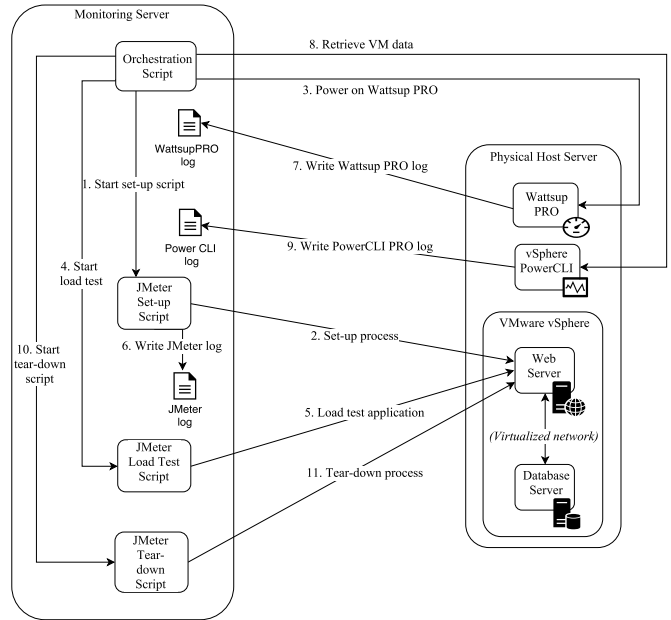 Monitoring Server
8. Retrieve VM data
Orchestration
Script
3. Power on Wattsup PRO
WattsupPRO
log
Physical Host Server
7. Write Wattsup PRO log
1. Start set-up script
Wattsup
PRO
Power CLI
log
9. Write PowerCLI PRO log
vSphere
PowerCLI
4. Start
load test
JMeter
Set-up
Script
VMware vSphere
2. Set-up process
10. Start
tear-down
script
6. Write JMeter log
Web
Server
JMeter
log
5. Load test application
(Virtualized network)
JMeter
Load Test
Script
11. Tear-down process
Database
Server
JMeter
Tear-
down
Script